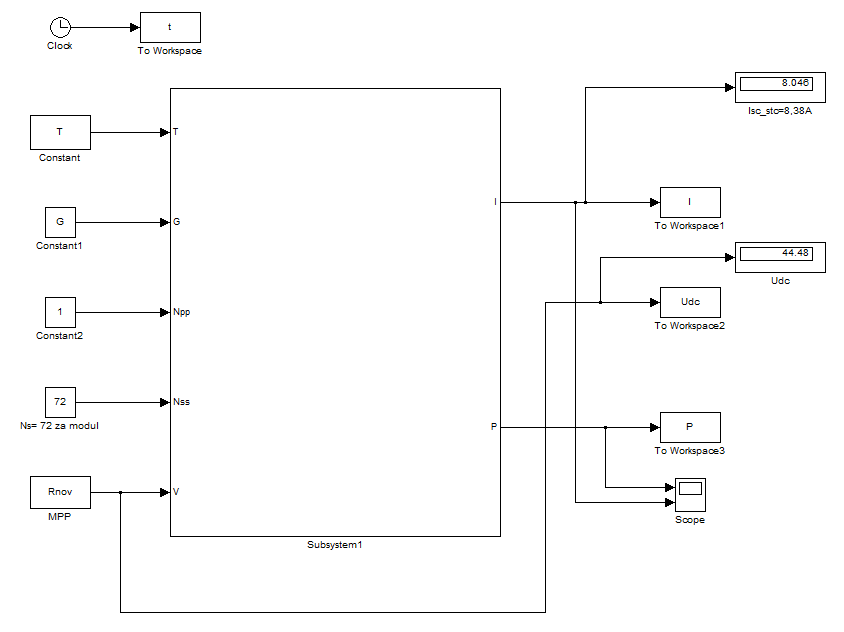 t
Clock
To Workspace
8.046
Isc_stc=8,38A
T
T
Constant
I
I
To Workspace1
G
G
Constant1
44.48
Udc
Udc
To Workspace2
1
Npp
Constant2
72
Nss
Ns= 72 za modul
P
P
To Workspace3
Rnov
V
MPP
Scope
Subsystem1